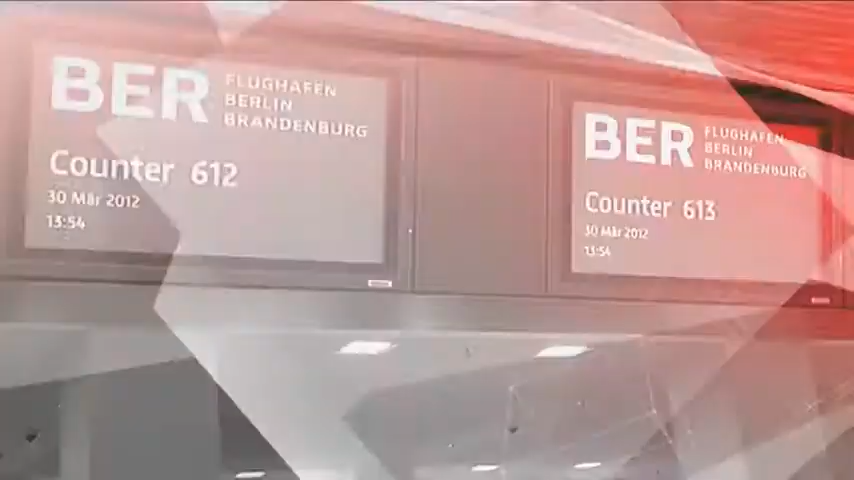 BER
FLUGHAFEN
BERLIN
BRANDENBURG
Counter 612
30 Mär 2012
13:54
BER
FLUGHAFEN
BERLIN
BRANDENBURG
Counter 613
30 Mär 2012
13:54